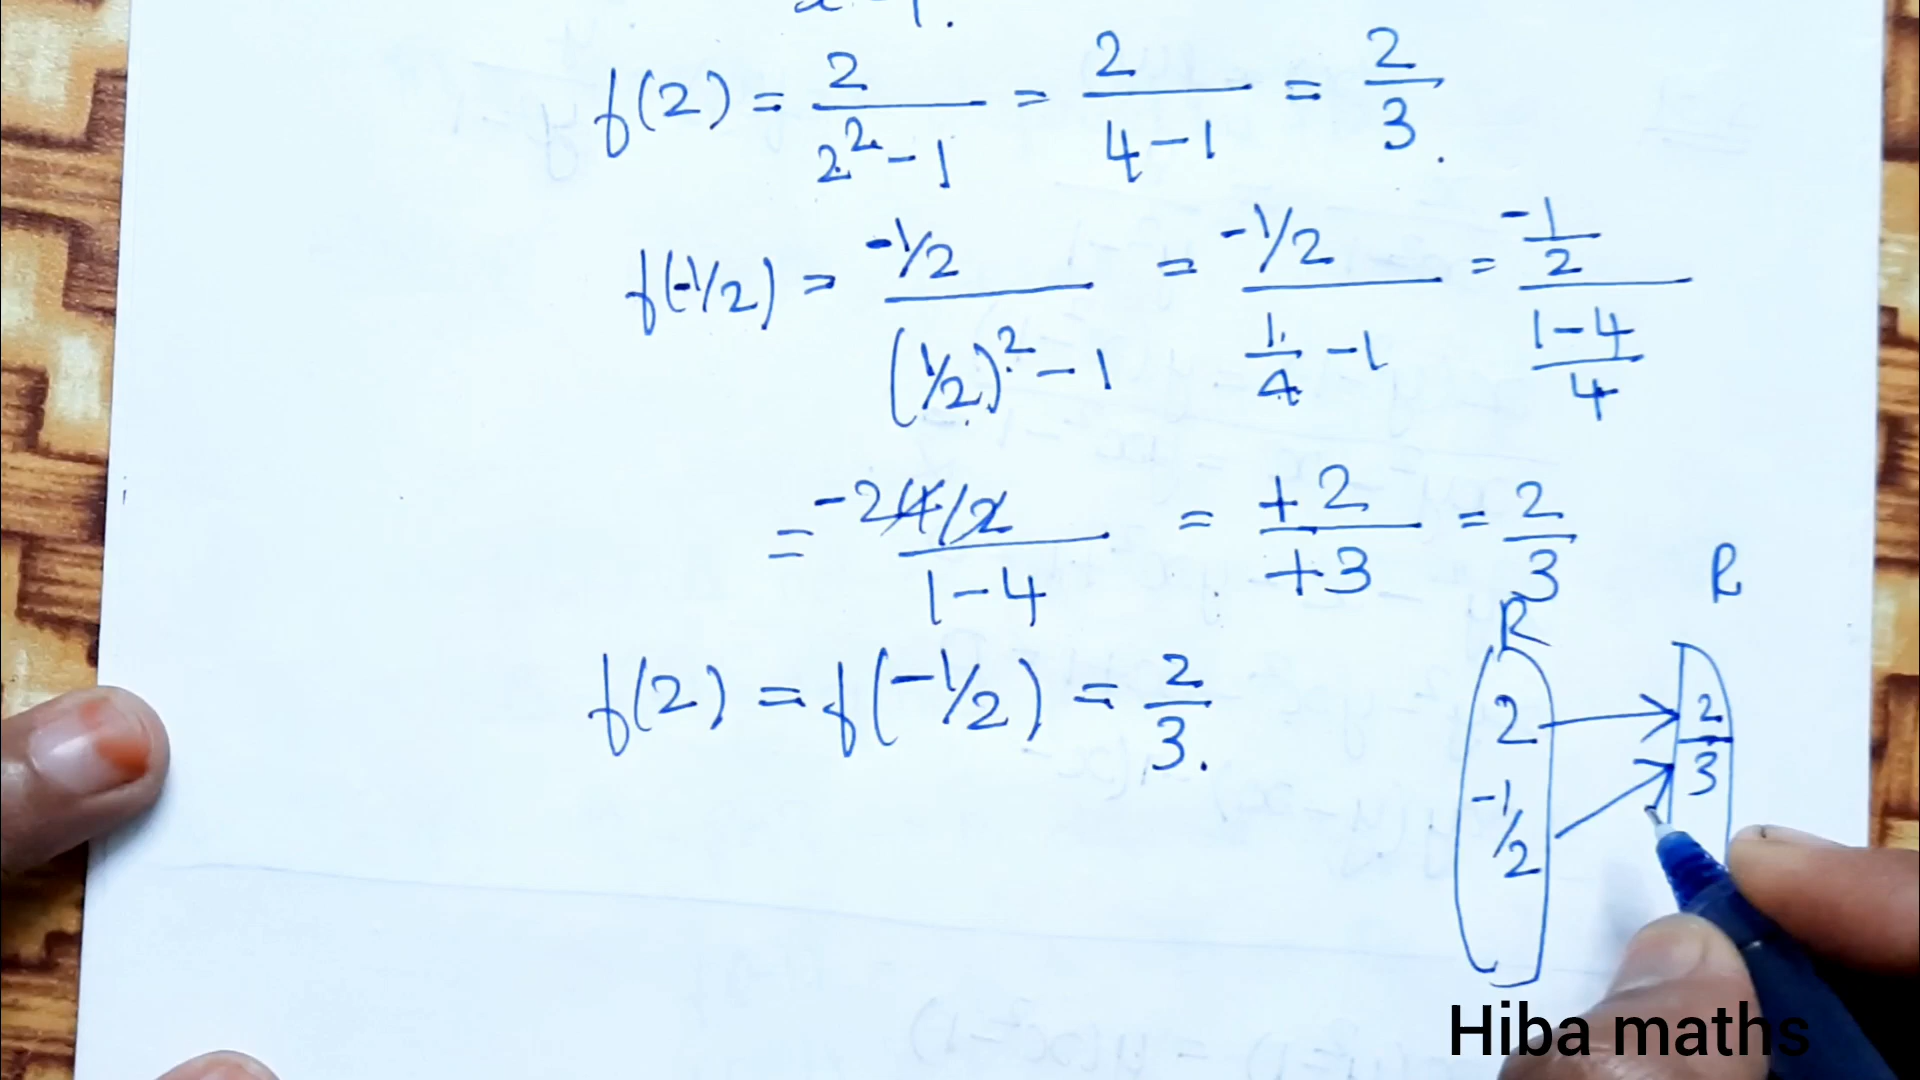 f(2) = 2/(2² - 1) = 2/(4 - 1) = 2/3.
f(-1/2) = (-1/2)/((1/2)² - 1) = (-1/2)/(1/4 - 1) = (-1/2)/((1-4)/4)
= (-2 4/2)/(1 - 4) = (+2)/(+3) = 2/3
R R
f(2) = f(-1/2) = 2/3.
2 2/3
-1/2
Hiba maths